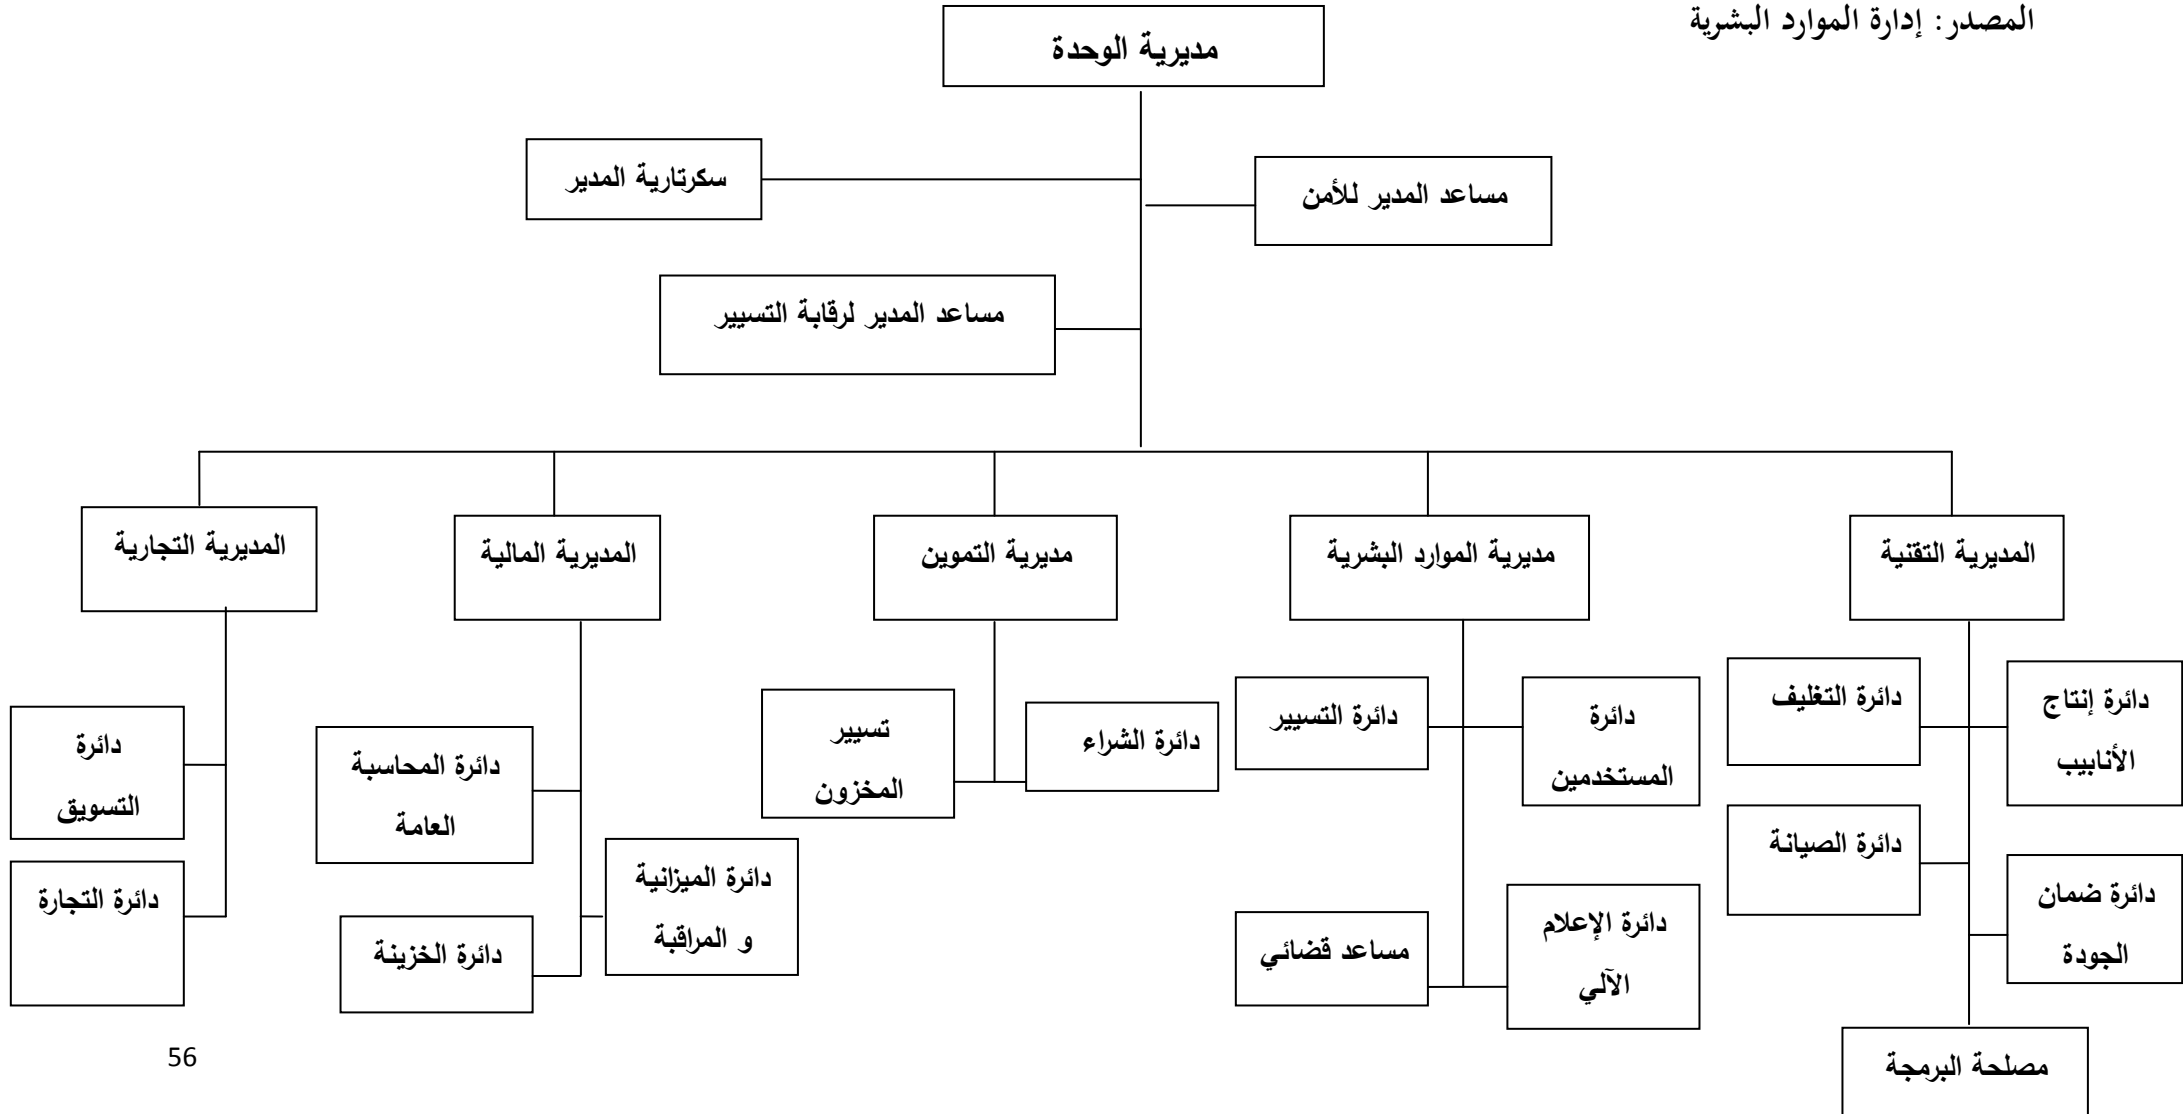 المصدر: إدارة الموارد البشرية
مديرية الوحدة
مساعد المدير للأمن
سكرتارية المدير
مساعد المدير لرقابة التسيير
المديرية التقنية
مديرية الموارد البشرية
مديرية التموين
المديرية المالية
المديرية التجارية
دائرة إنتاج
الأنابيب
دائرة التغليف
دائرة ضمان
الجودة
دائرة الصيانة
مصلحة البرمجة
دائرة
المستخدمين
دائرة التسيير
دائرة الإعلام
الآلي
مساعد قضائي
دائرة الشراء
تسيير
المخزون
دائرة المحاسبة
العامة
دائرة الميزانية
و المراقبة
دائرة الخزينة
دائرة
التسويق
دائرة التجارة
56